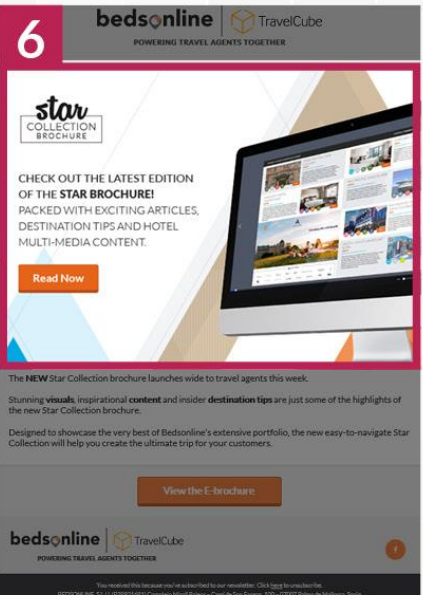 6
bedsonline TravelCube
POWERING TRAVEL AGENTS TOGETHER
star
COLLECTION
BROCHURE
CHECK OUT THE LATEST EDITION
OF THE STAR BROCHURE!
PACKED WITH EXCITING ARTICLES,
DESTINATION TIPS AND HOTEL
MULTI-MEDIA CONTENT.
Read Now
The NEW Star Collection brochure launches wide to travel agents this week.
Stunning visuals, inspirational content and insider destination tips are just some of the highlights of
the new Star Collection brochure.
Designed to showcase the very best of Bedsonline's extensive portfolio, the new easy-to-navigate Star
Collection will help you create the ultimate trip for your customers.
View the E-brochure
bedsonline TravelCube
POWERING TRAVEL AGENTS TOGETHER
f
You received this because you've subscribed to our newsletter. Click here to unsubscribe.